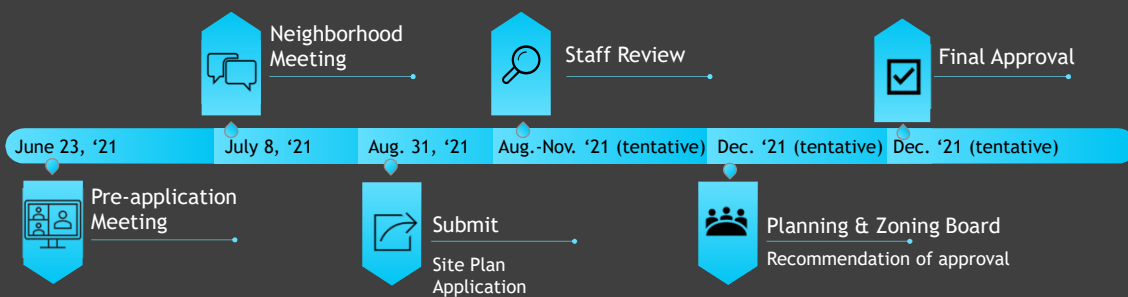 Neighborhood
Meeting
Staff Review
Final Approval
June 23, ‘21
July 8, ‘21
Aug. 31, ‘21
Aug.-Nov. ‘21 (tentative)
Dec. ‘21 (tentative)
Dec. ‘21 (tentative)
Pre-application
Meeting
Submit
Site Plan
Application
Planning & Zoning Board
Recommendation of approval